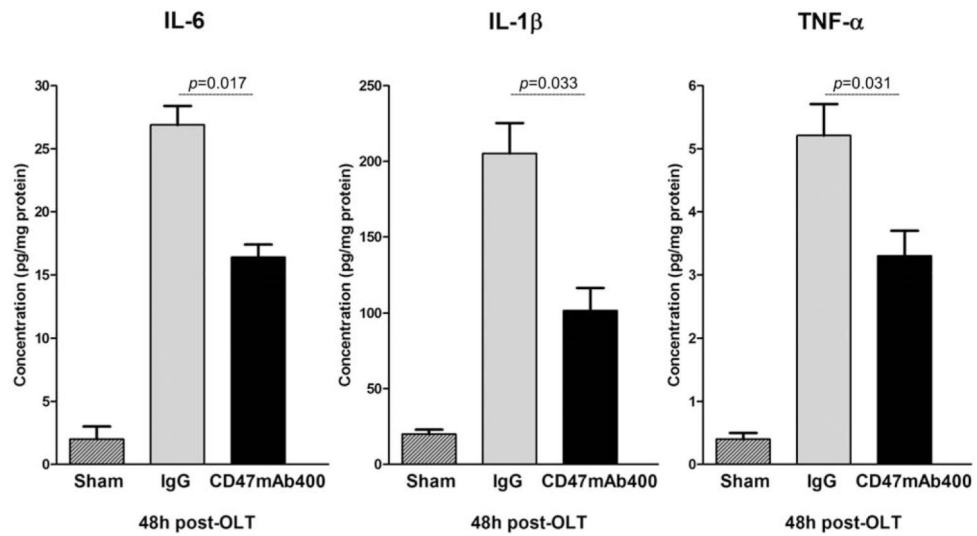 IL-6
IL-1β
TNF-α
p=0.017
p=0.033
p=0.031
Concentration (pg/mg protein)
30
25
20
15
10
5
0
Sham
IgG
CD47mAb400
48h post-OLT
Concentration (pg/mg protein)
250
200
150
100
50
0
Sham
IgG
CD47mAb400
48h post-OLT
Concentration (pg/mg protein)
6
5
4
3
2
1
0
Sham
IgG
CD47mAb400
48h post-OLT